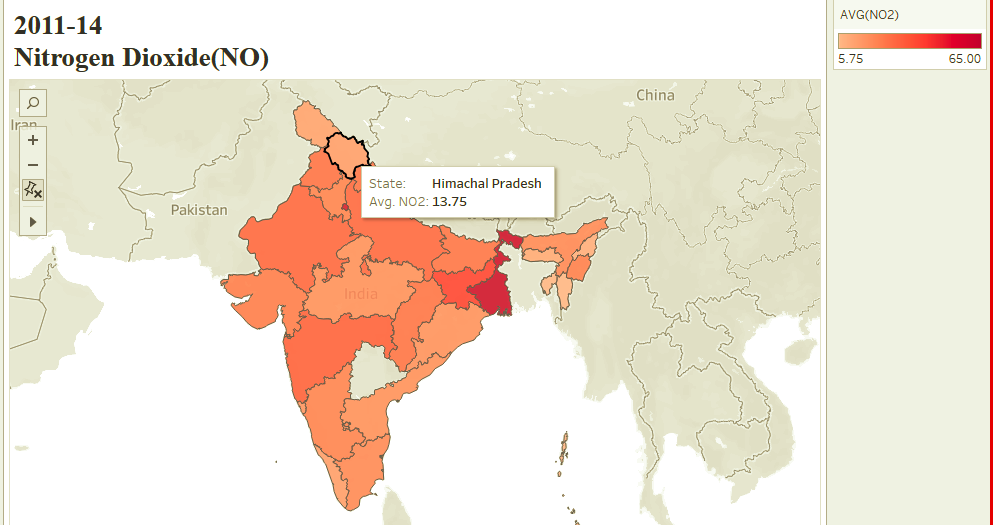 2011-14
Nitrogen Dioxide(NO)
AVG(NO2)
5.75 65.00
China
Iran
State: Himachal Pradesh
Avg. NO2: 13.75
Pakistan
India